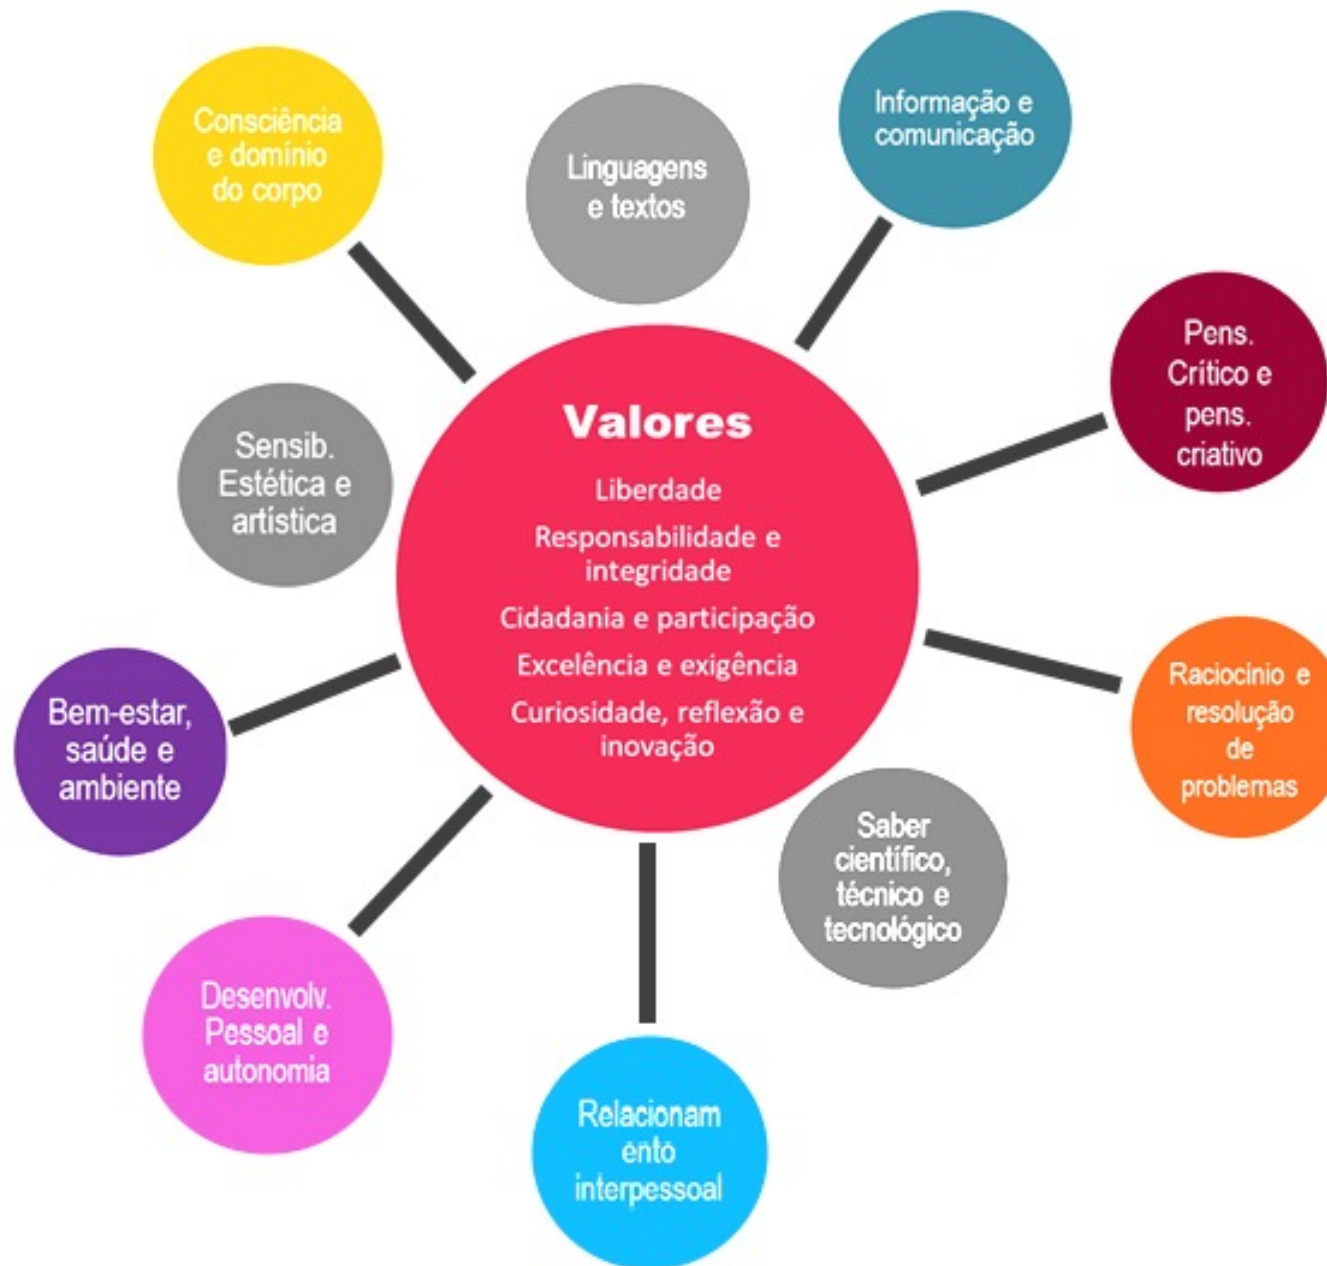 Consciência
e domínio
do corpo
Linguagens
e textos
Informação e
comunicação
Pens.
Crítico e
pens.
criativo
Sensib.
Estética e
artística
Valores
Liberdade
Responsabilidade e
integridade
Cidadania e participação
Excelência e exigência
Curiosidade, reflexão e
inovação
Raciocínio e
resolução
de
problemas
Bem-estar,
saúde e
ambiente
Saber
científico,
técnico e
tecnológico
Desenvolv.
Pessoal e
autonomia
Relacionam
ento
interpessoal